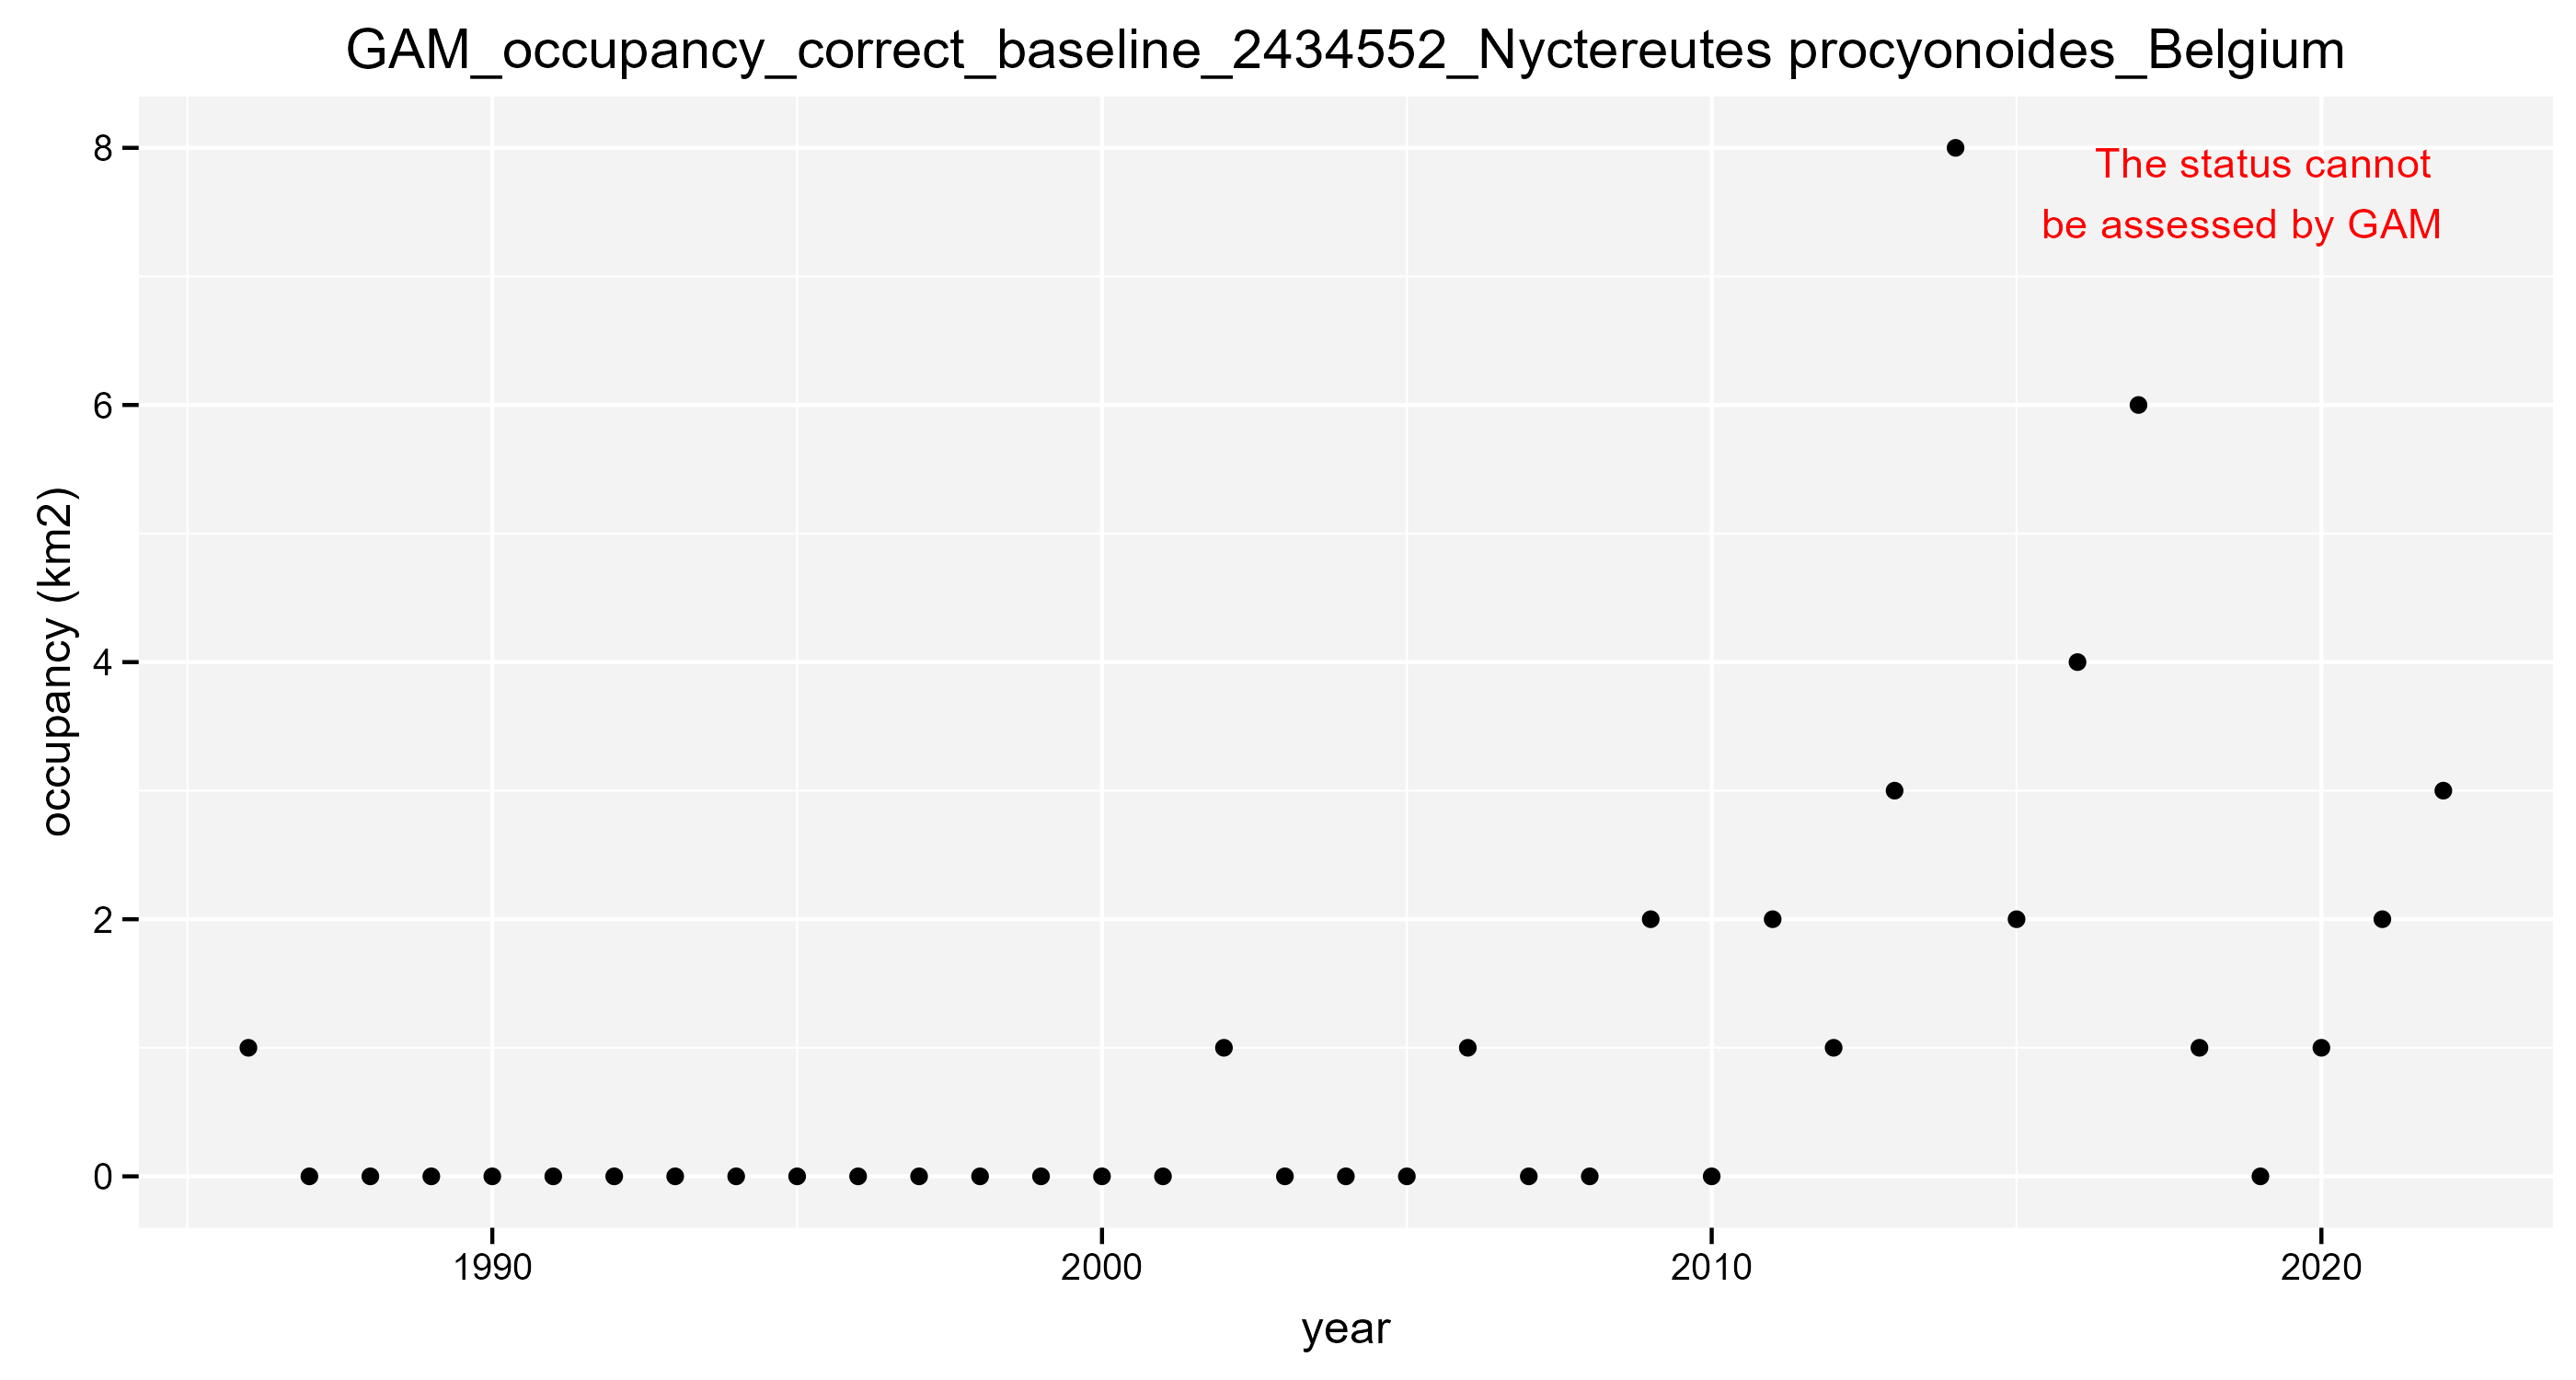 GAM_occupancy_correct_baseline_2434552_Nyctereutes procyonoides_Belgium
8
The status cannot
be assessed by GAM
6
occupancy (km2)
4
2
0
1990 2000 2010 2020
year